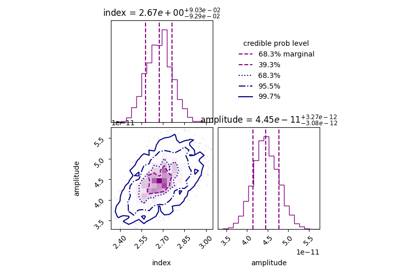 index = 2.67e+00 +9.03e−02 −9.29e−02
credible prob level
68.3% marginal
39.3%
68.3%
95.5%
99.7%
1e−11
amplitude = 4.45e−11 +3.27e−12 −3.08e−12
5.5
5.0
4.5
4.0
3.5
amplitude
2.40 2.55 2.70 2.85 3.00
3.5 4.0 4.5 5.0 5.5
1e−11
index
amplitude